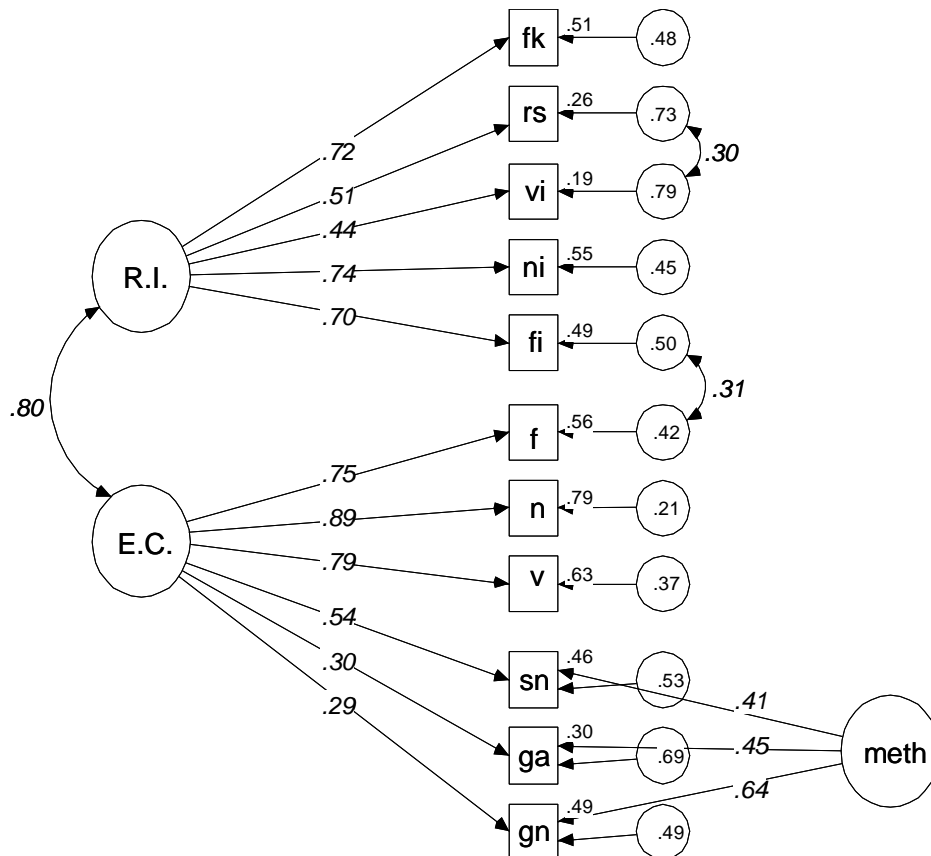 fk .51 .48
rs .26 .73
.30
.72
vi .19 .79
.51
.44
R.I.
ni .55 .45
.74
.70
fi .49 .50
.31
.80
f .56 .42
.75
n .79 .21
.89
E.C.
v .63 .37
.79
.54
sn .46 .53
.30
.41
.29
ga .30 .69
.45
meth
.64
gn .49 .49